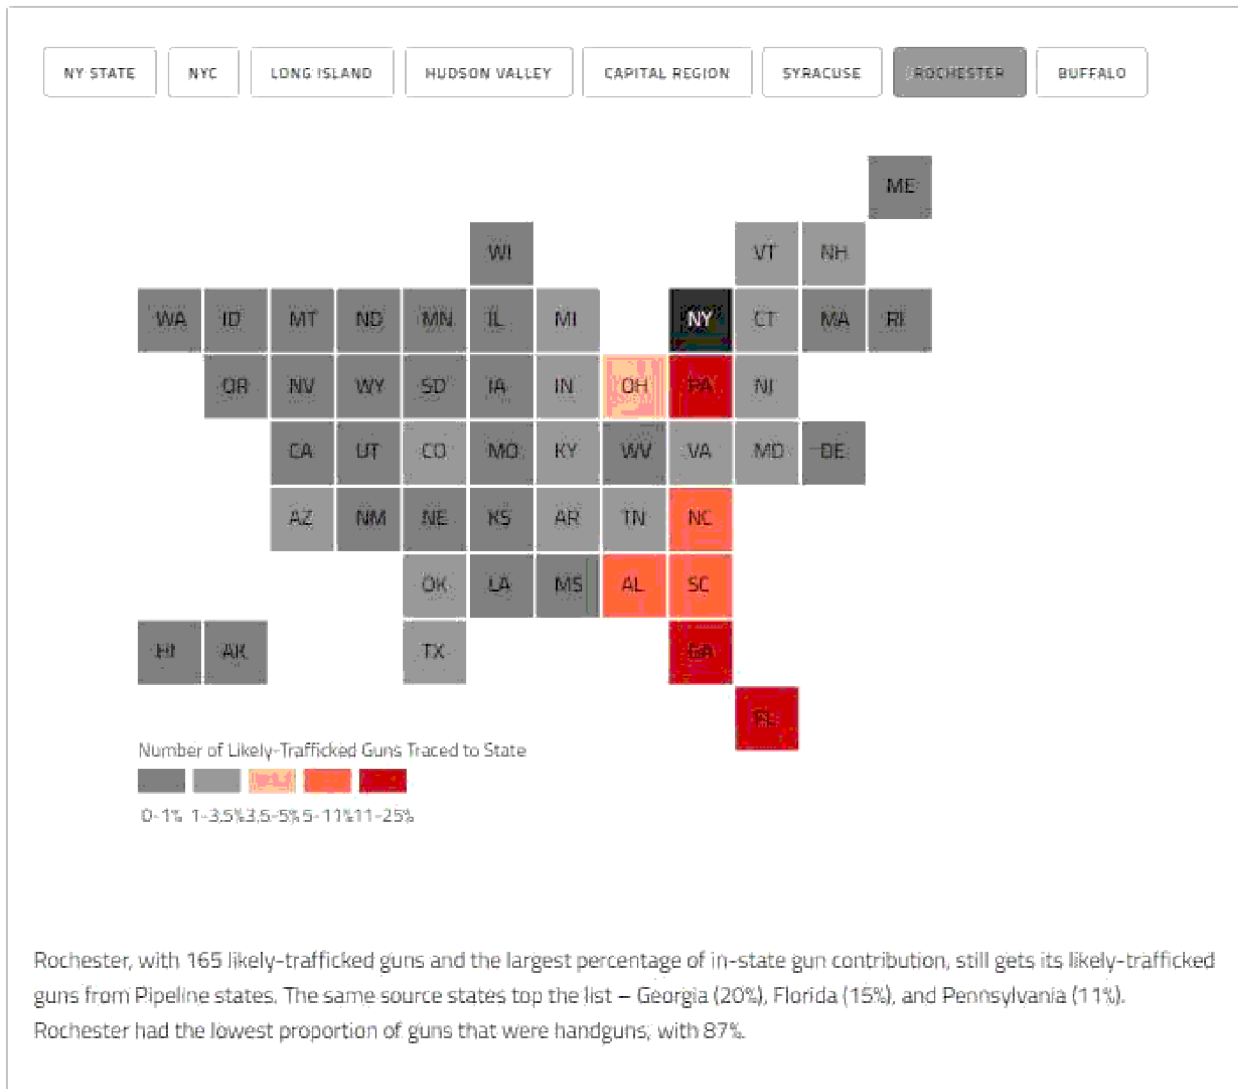 NY STATE NYC LONG ISLAND HUDSON VALLEY CAPITAL REGION SYRACUSE ROCHESTER BUFFALO
ME
WI VT NH
WA ID MT ND MN IL MI NY CT MA RI
OR NV WY SD IA IN OH PA NJ
CA UT CO MO KY WV VA MD DE
AZ NM NE KS AR TN NC
OK LA MS AL SC
HI AK TX GA
FL
Number of Likely-Trafficked Guns Traced to State
0-1% 1-3.5% 3.5-5% 5-11% 11-25%
Rochester, with 165 likely-trafficked guns and the largest percentage of in-state gun contribution, still gets its likely-trafficked
guns from Pipeline states. The same source states top the list – Georgia (20%), Florida (15%), and Pennsylvania (11%).
Rochester had the lowest proportion of guns that were handguns, with 87%.